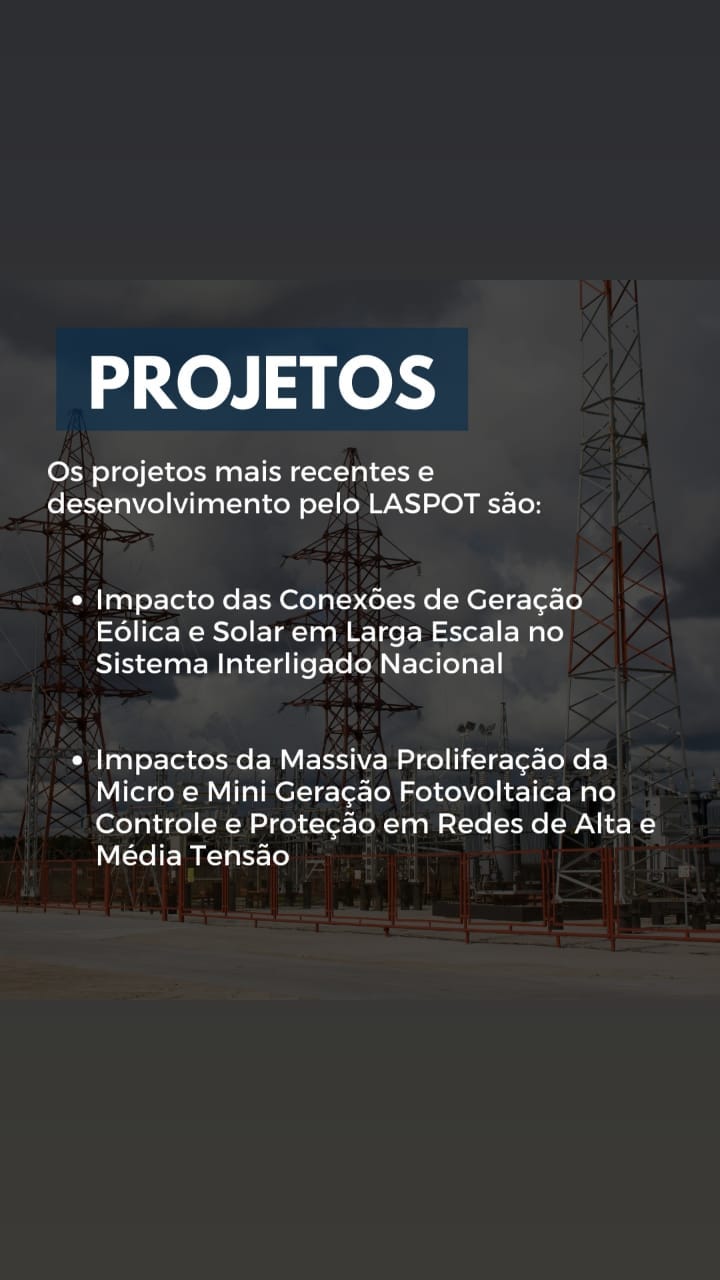 PROJETOS
Os projetos mais recentes e
desenvolvimento pelo LASPOT são:
• Impacto das Conexões de Geração
Eólica e Solar em Larga Escala no
Sistema Interligado Nacional
• Impactos da Massiva Proliferação da
Micro e Mini Geração Fotovoltaica no
Controle e Proteção em Redes de Alta e
Média Tensão